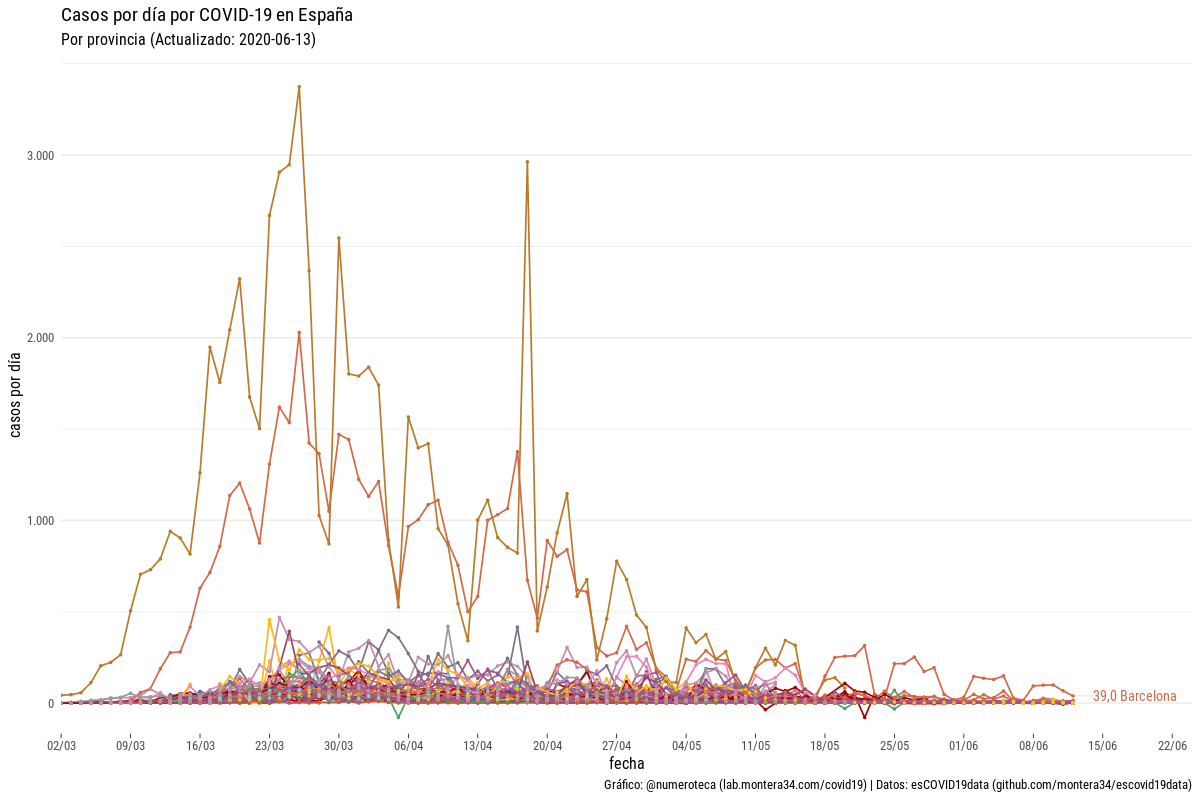 Casos por día por COVID-19 en España
Por provincia (Actualizado: 2020-06-13)
casos por día
3.000
2.000
1.000
0
39,0 Barcelona
02/03 09/03 16/03 23/03 30/03 06/04 13/04 20/04 27/04 04/05 11/05 18/05 25/05 01/06 08/06 15/06 22/06
fecha
Gráfico: @numeroteca (lab.montera34.com/covid19) | Datos: esCOVID19data (github.com/montera34/escovid19data)